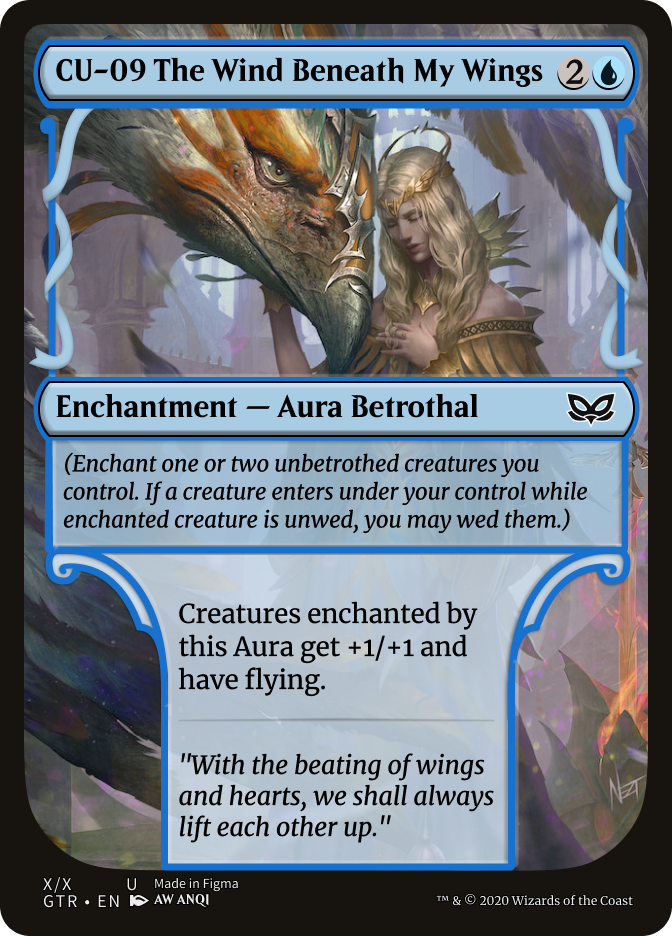 CU-09 The Wind Beneath My Wings 2
Enchantment — Aura Betrothal
(Enchant one or two unbetrothed creatures you
control. If a creature enters under your control while
enchanted creature is unwed, you may wed them.)
Creatures enchanted by
this Aura get +1/+1 and
have flying.
"With the beating of wings
and hearts, we shall always
lift each other up."
X/X U Made in Figma
GTR • EN AW ANQI ™ & © 2020 Wizards of the Coast